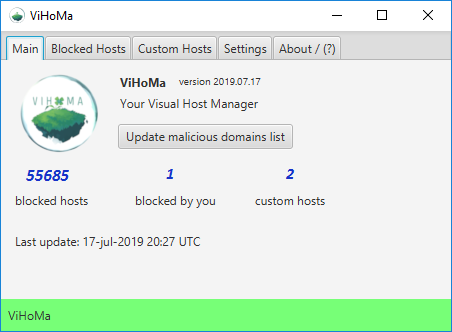 ViHoMa
Main Blocked Hosts Custom Hosts Settings About / (?)
VIHOMA
ViHoMa version 2019.07.17
Your Visual Host Manager
Update malicious domains list
55685 1 2
blocked hosts blocked by you custom hosts
Last update: 17-jul-2019 20:27 UTC
ViHoMa